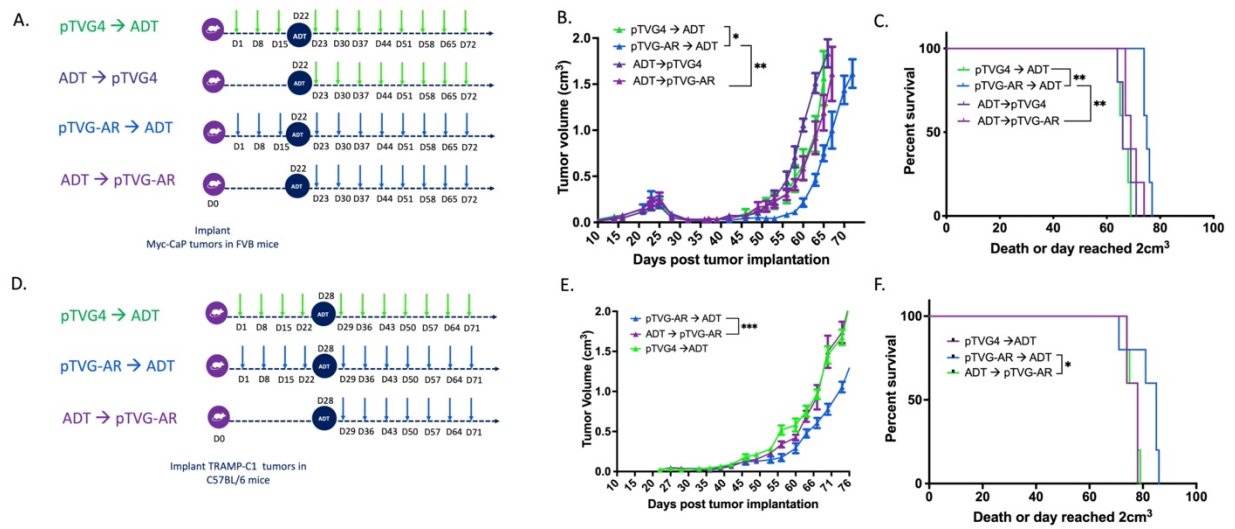 A.
pTVG4 → ADT
D22
ADT
D1 D8 D15 D23 D30 D37 D44 D51 D58 D65 D72
ADT → pTVG4
D22
ADT
D23 D30 D37 D44 D51 D58 D65 D72
pTVG-AR → ADT
D22
ADT
D1 D8 D15 D23 D30 D37 D44 D51 D58 D65 D72
ADT → pTVG-AR
D22
ADT
D0 D23 D30 D37 D44 D51 D58 D65 D72
Implant
Myc-CaP tumors in FVB mice
B.
pTVG4 → ADT
pTVG-AR → ADT
ADT→pTVG4
ADT→pTVG-AR
*
**
Tumor volume (cm³)
2.0
1.5
1.0
0.5
0.0
10 15 20 25 30 35 40 45 50 55 60 65 70
Days post tumor implantation
C.
pTVG4 → ADT
pTVG-AR → ADT
ADT→pTVG4
ADT→pTVG-AR
**
**
Percent survival
100
50
0
0 20 40 60 80 100
Death or day reached 2cm³
D.
pTVG4 → ADT
D28
ADT
D1 D8 D15 D22 D29 D36 D43 D50 D57 D64 D71
pTVG-AR → ADT
D28
ADT
D1 D8 D15 D22 D29 D36 D43 D50 D57 D64 D71
ADT → pTVG-AR
D28
ADT
D0 D29 D36 D43 D50 D57 D64 D71
Implant TRAMP-C1 tumors in
C57BL/6 mice
E.
pTVG-AR → ADT
ADT → pTVG-AR
pTVG4 →ADT
***
Tumor Volume (cm³)
2.0
1.5
1.0
0.5
0.0
10 15 21 27 31 36 42 49 55 60 66 71 76
Days post tumor implantation
F.
pTVG4 →ADT
pTVG-AR → ADT
ADT → pTVG-AR
*
Percent survival
100
50
0
0 20 40 60 80 100
Death or day reached 2cm³